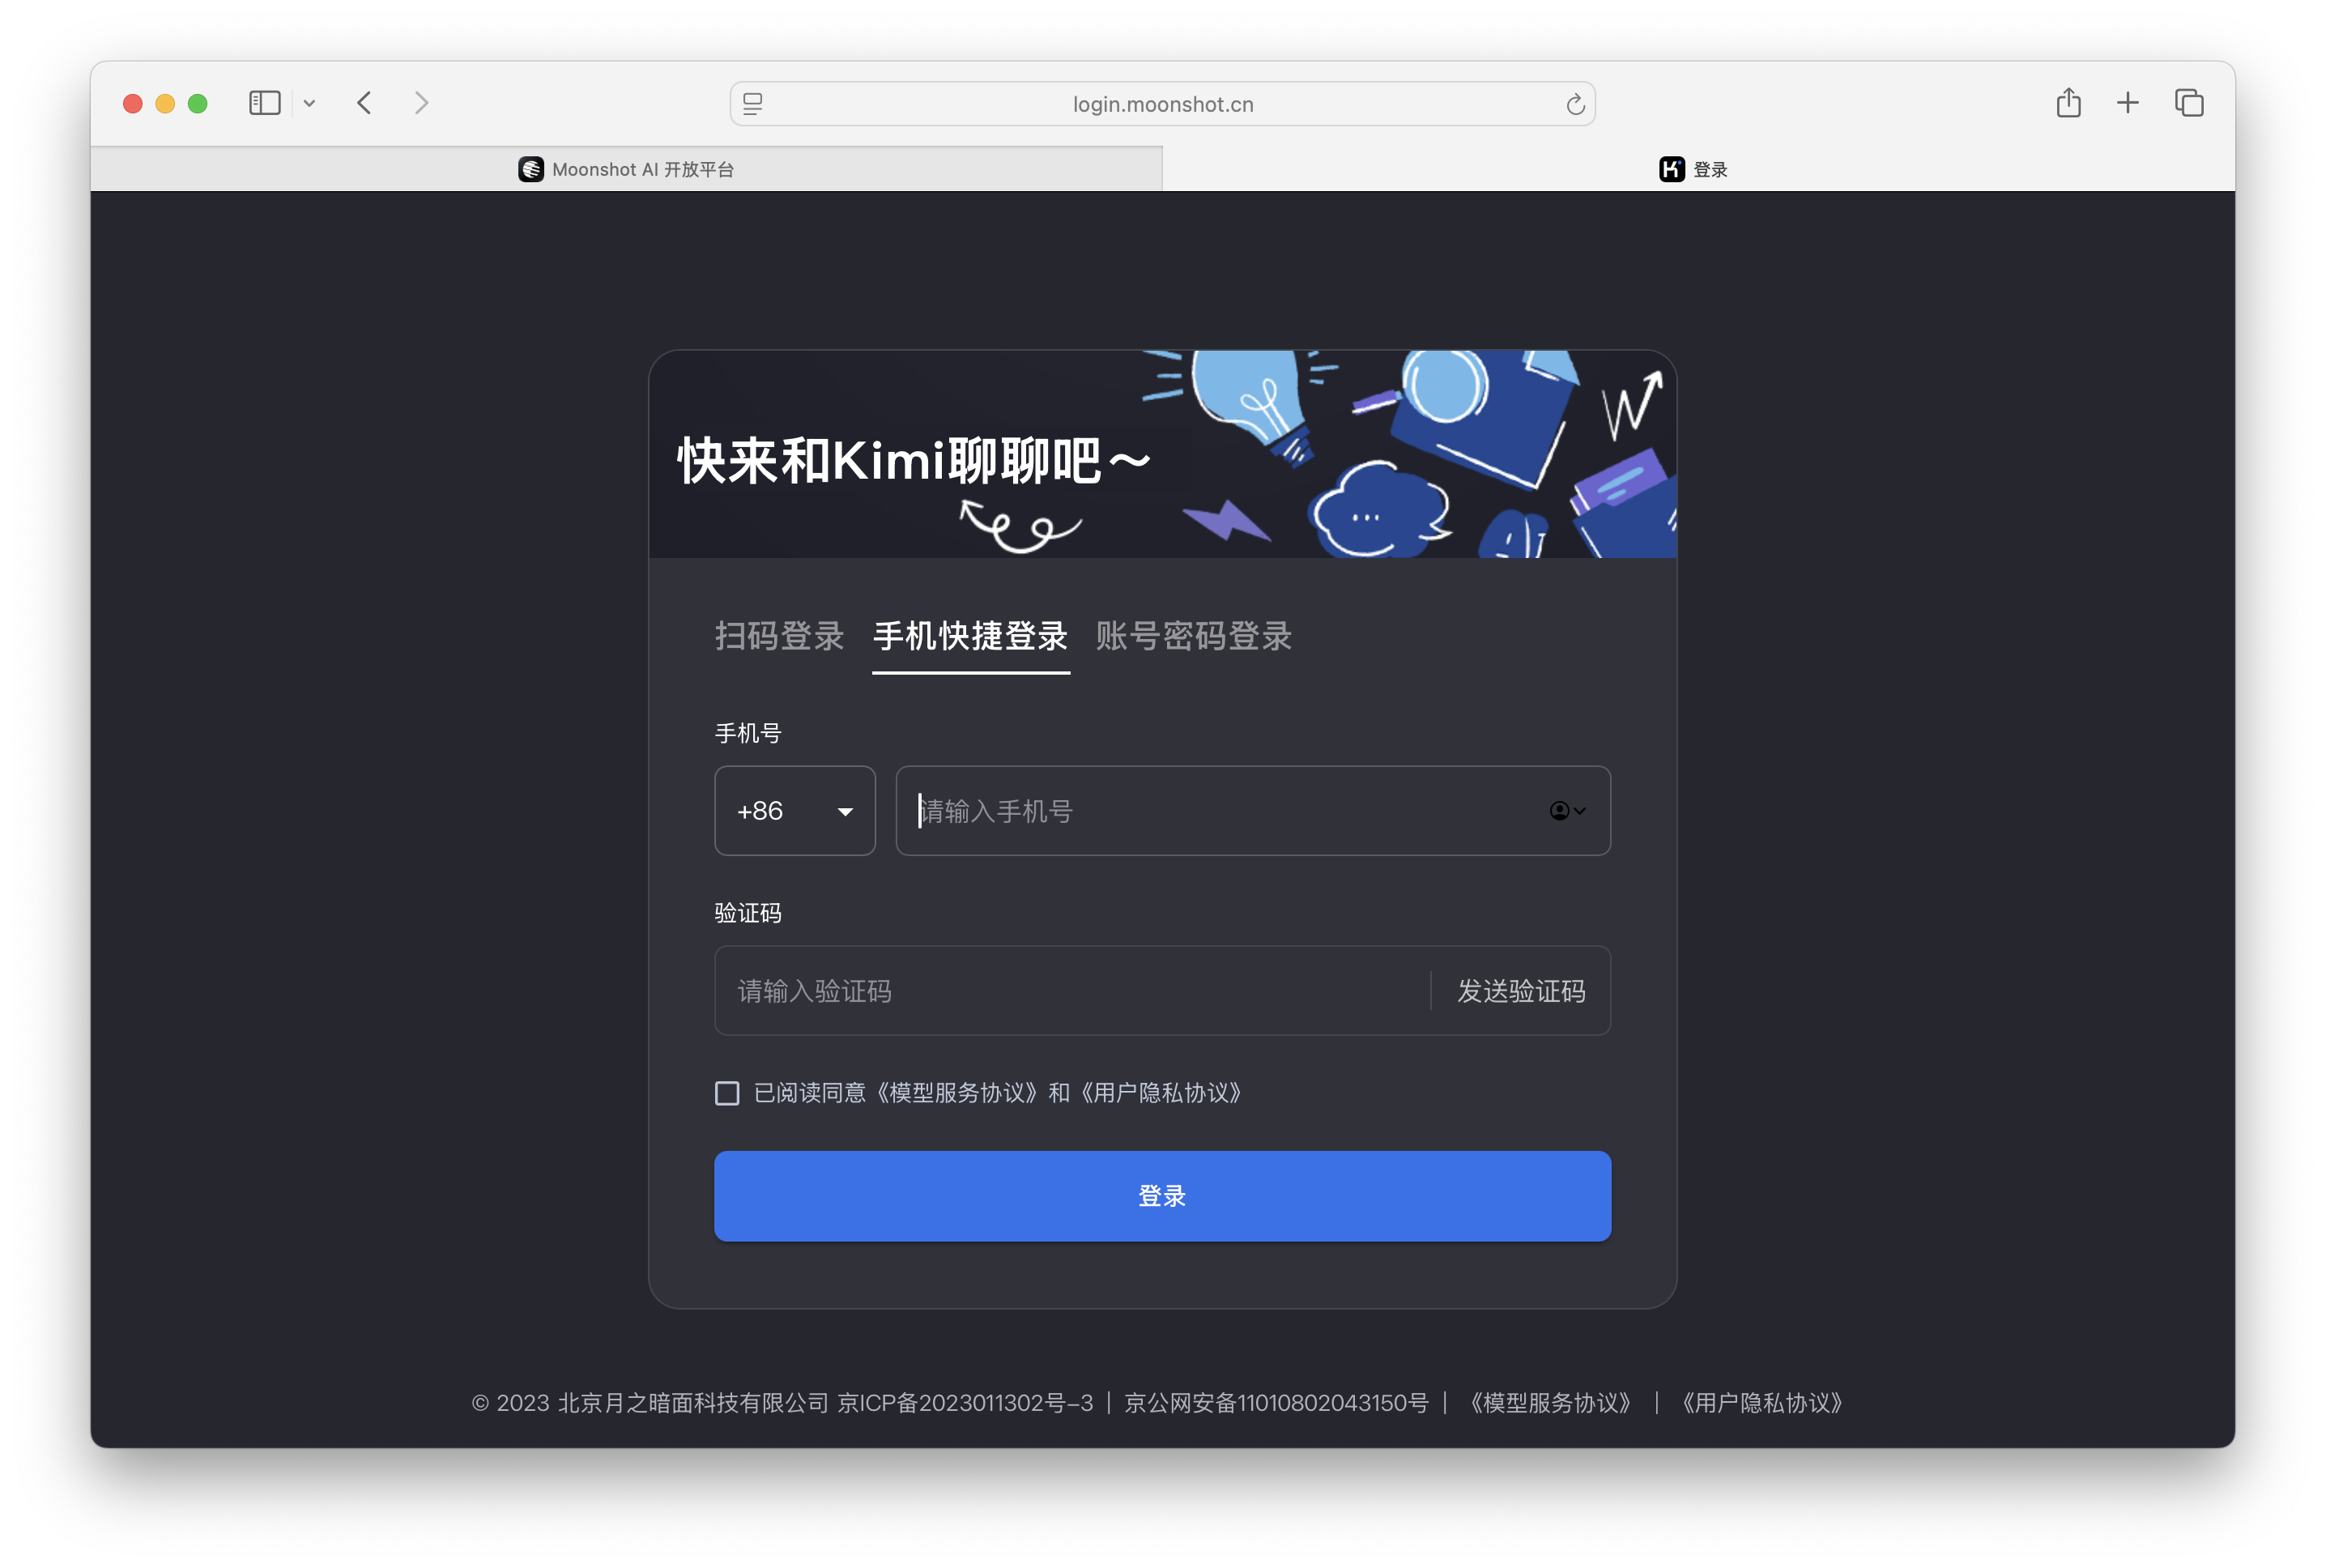 login.moonshot.cn
Moonshot AI 开放平台
登录
快来和Kimi聊聊吧～
扫码登录 手机快捷登录 账号密码登录
手机号
+86 请输入手机号
验证码
请输入验证码 发送验证码
已阅读同意《模型服务协议》和《用户隐私协议》
登录
© 2023 北京月之暗面科技有限公司 京ICP备2023011302号-3 | 京公网安备11010802043150号 | 《模型服务协议》 | 《用户隐私协议》